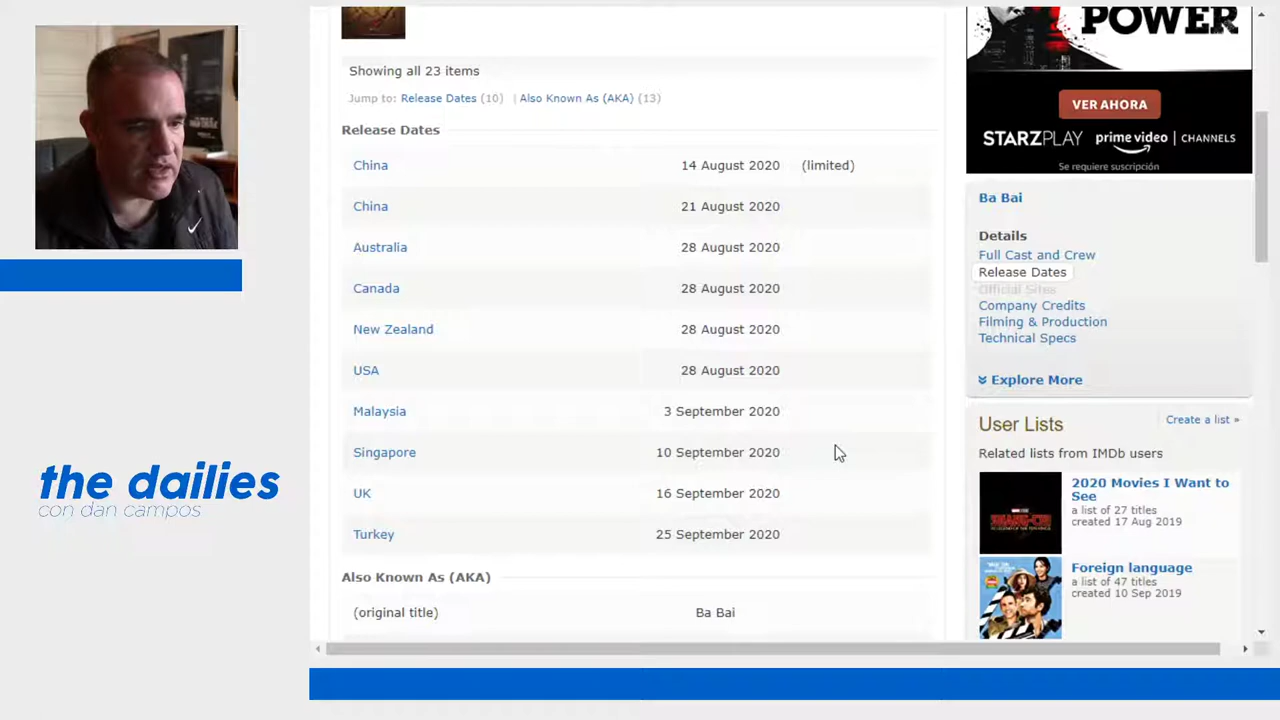 POWER
Showing all 23 items
Jump to: Release Dates (10) | Also Known As (AKA) (13)
VER AHORA
Release Dates
STARZPLAY prime video | CHANNELS
Se requiere suscripción
China 14 August 2020 (limited)
China 21 August 2020
Australia 28 August 2020
Canada 28 August 2020
New Zealand 28 August 2020
USA 28 August 2020
Malaysia 3 September 2020
Singapore 10 September 2020
UK 16 September 2020
Turkey 25 September 2020
Also Known As (AKA)
(original title) Ba Bai
Ba Bai
Details
Full Cast and Crew
Release Dates
Official Sites
Company Credits
Filming & Production
Technical Specs
Explore More
User Lists
Create a list »
Related lists from IMDb users
2020 Movies I Want to
See
a list of 27 titles
created 17 Aug 2019
SHANG-CHI
Foreign language
a list of 47 titles
created 10 Sep 2019
the dailies
con dan campos